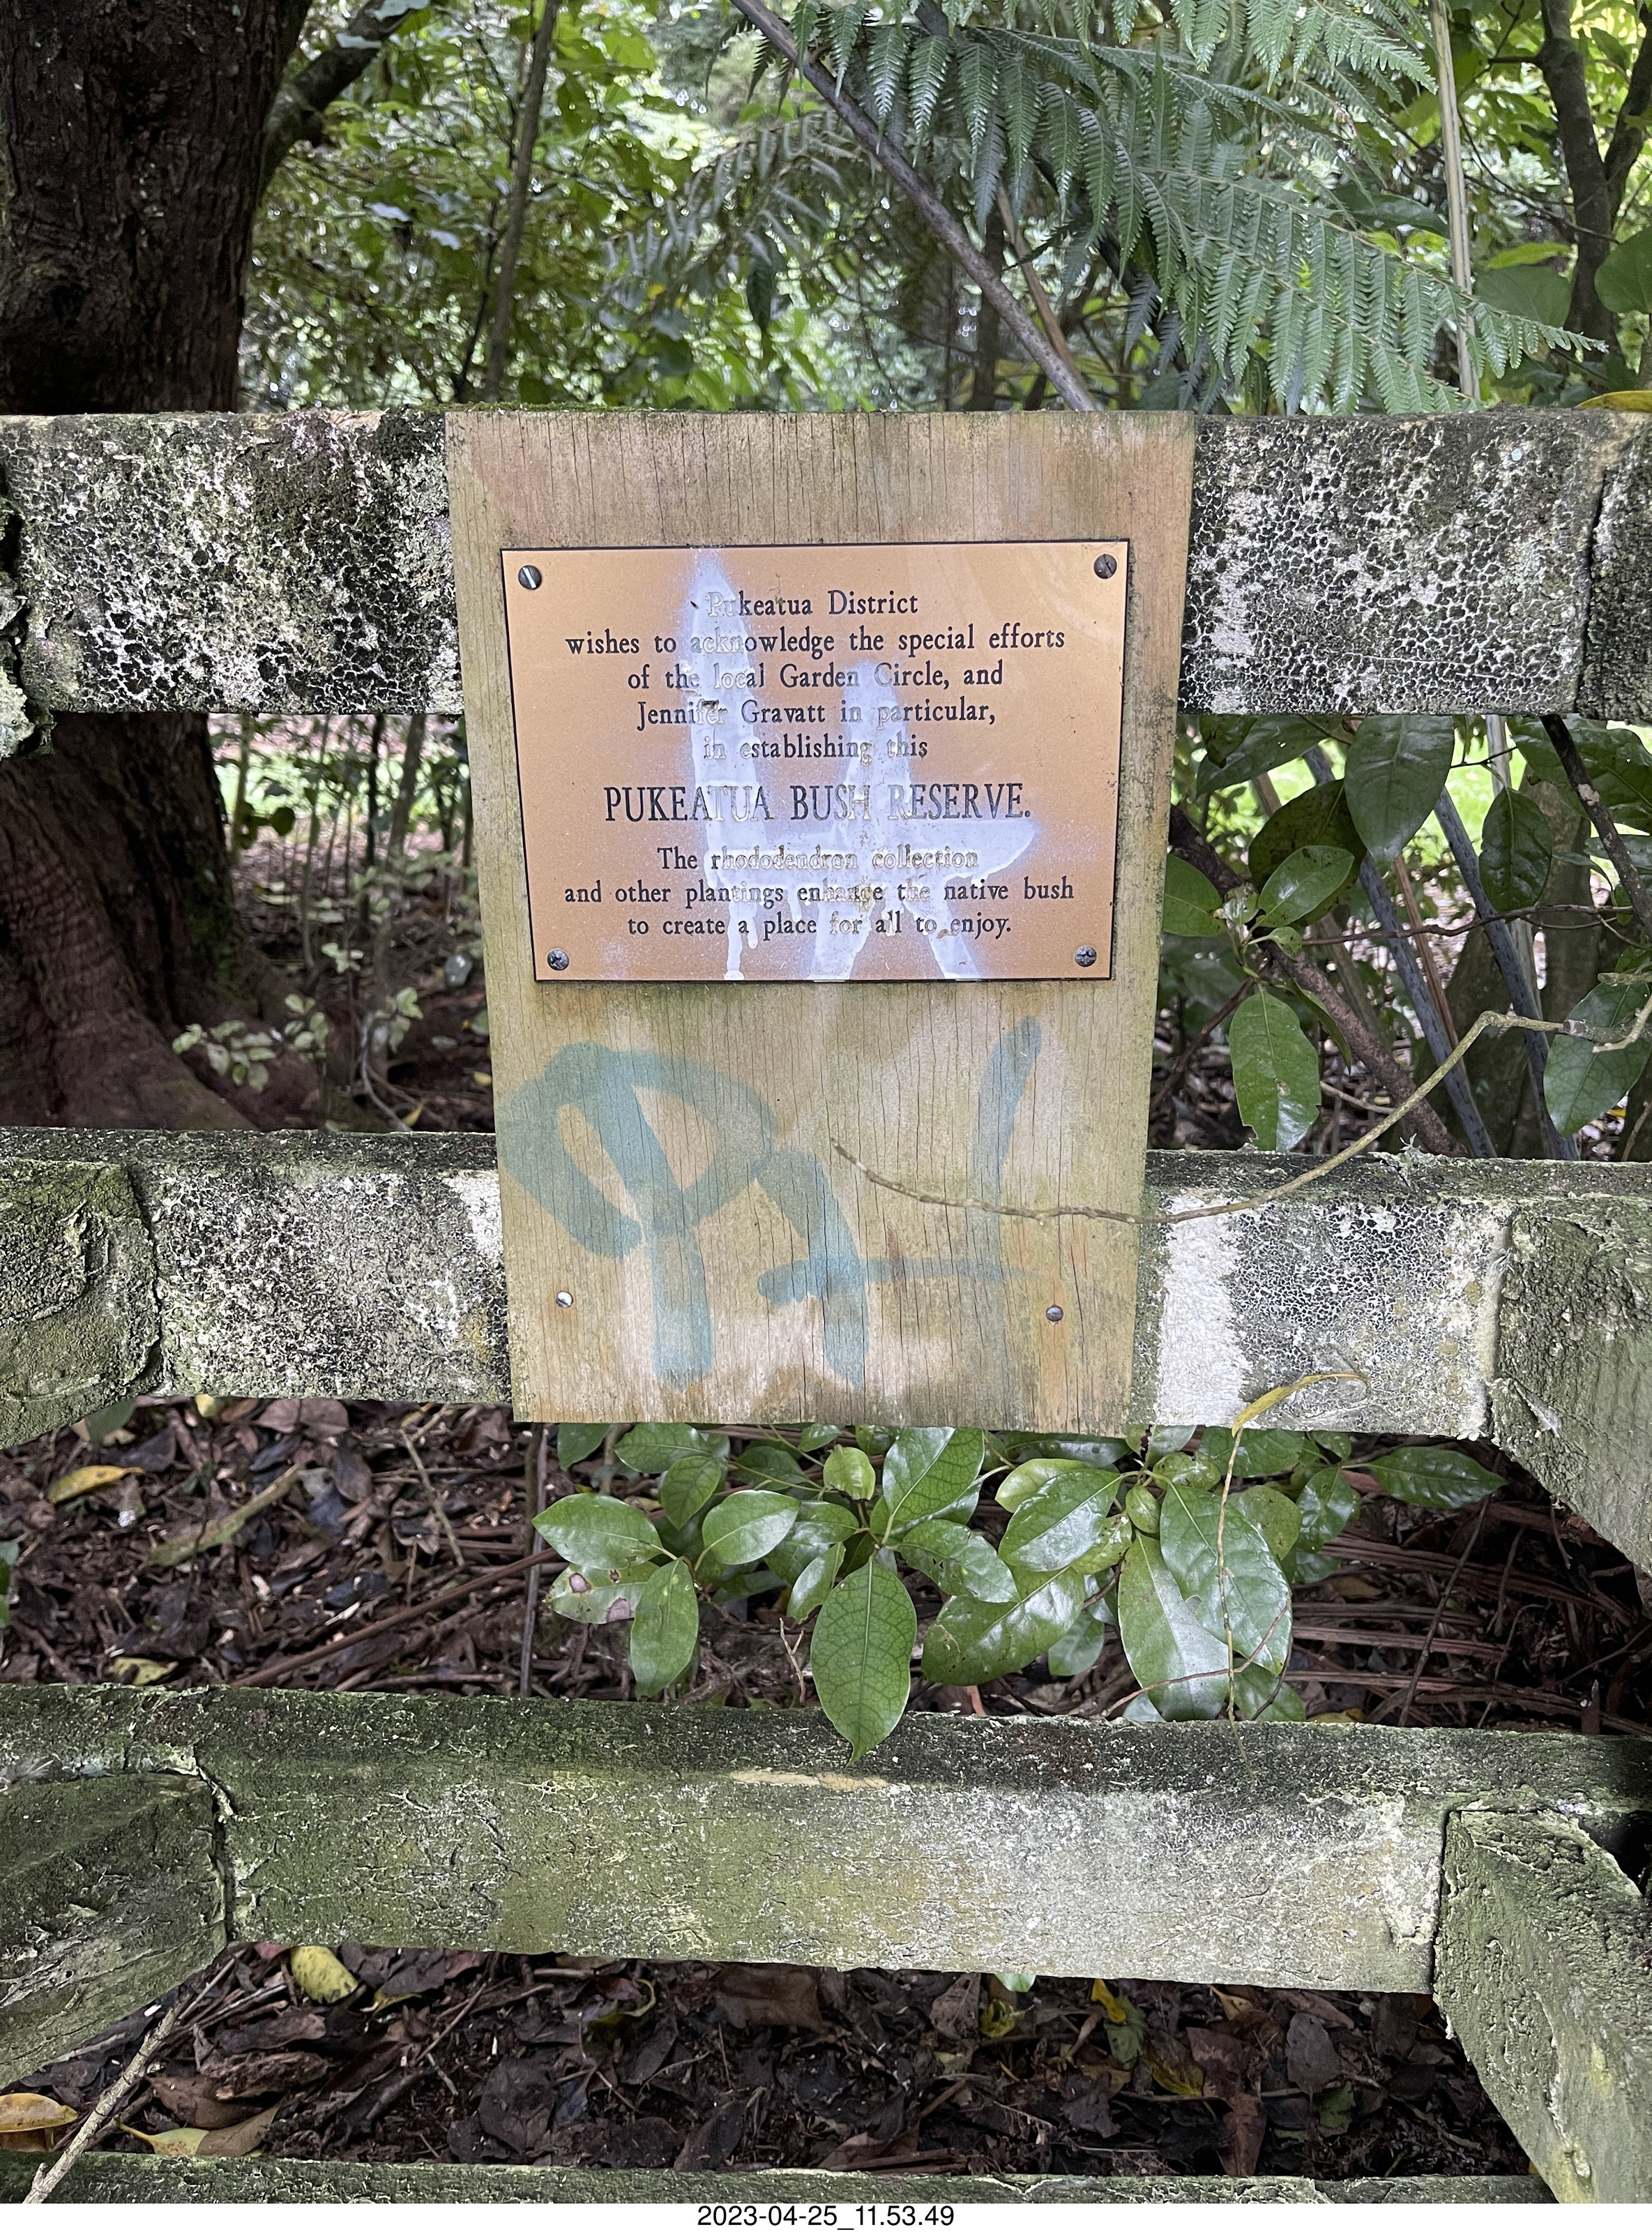 Pukeatua District
wishes to acknowledge the special efforts
of the local Garden Circle, and
Jennifer Gravatt in particular,
in establishing this
PUKEATUA BUSH RESERVE.
The rhododendron collection
and other plantings enhance the native bush
to create a place for all to enjoy.
2023-04-25_11.53.49